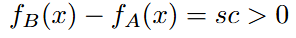 f_B(x) − f_A(x) = sc > 0